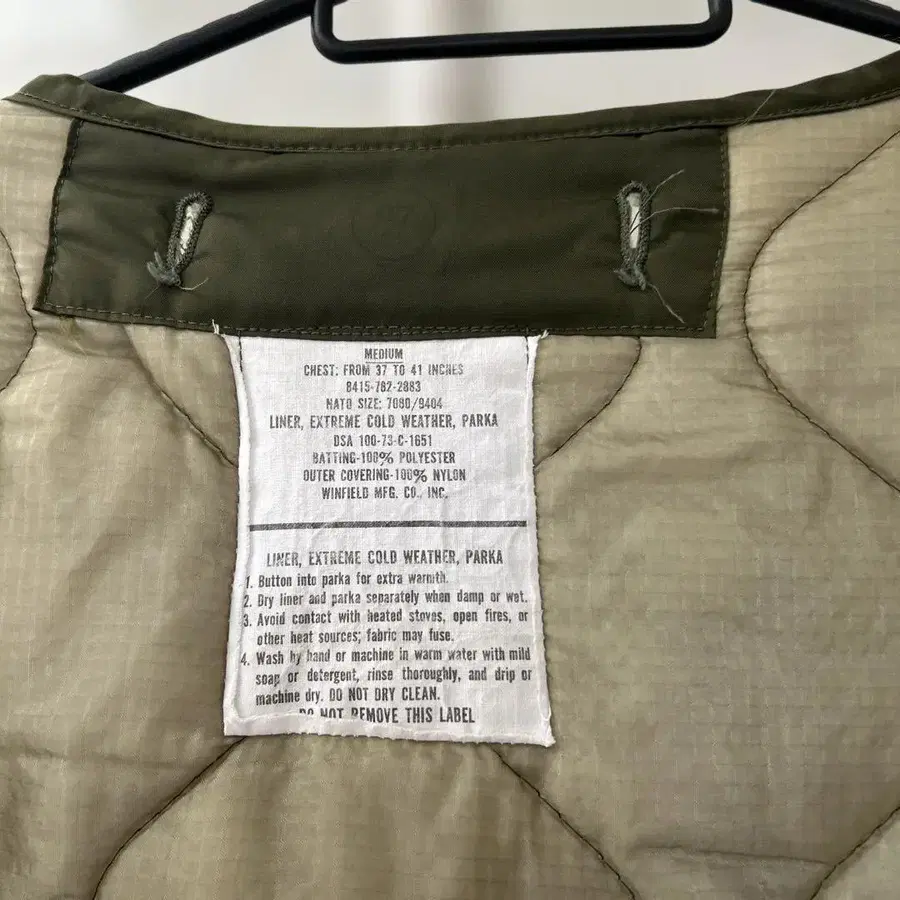 MEDIUM
CHEST: FROM 37 TO 41 INCHES
8415-782-2883
NATO SIZE: 7080/9404
LINER, EXTREME COLD WEATHER, PARKA
DSA 100-73-C-1651
BATTING-100% POLYESTER
OUTER COVERING-100% NYLON
WINFIELD MFG. CO., INC.
LINER, EXTREME COLD WEATHER, PARKA
1. Button into parka for extra warmth.
2. Dry liner and parka separately when damp or wet.
3. Avoid contact with heated stoves, open fires, or
other heat sources; fabric may fuse.
4. Wash by hand or machine in warm water with mild
soap or detergent, rinse thoroughly, and drip or
machine dry. DO NOT DRY CLEAN.
DO NOT REMOVE THIS LABEL